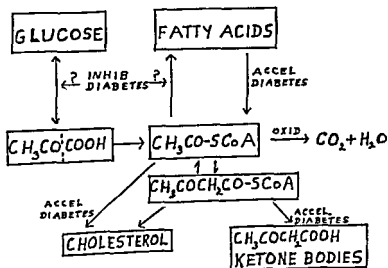 GLUCOSE
FATTY ACIDS
? INHIB ?
DIABETES
ACCEL
DIABETES
CH₃CO COOH
CH₃CO-SCoA
OXID
CO₂+H₂O
CH₃COCH₂CO-SCoA
ACCEL
DIABETES
ACCEL
DIABETES
CHOLESTEROL
CH₃COCH₂COOH
KETONE BODIES